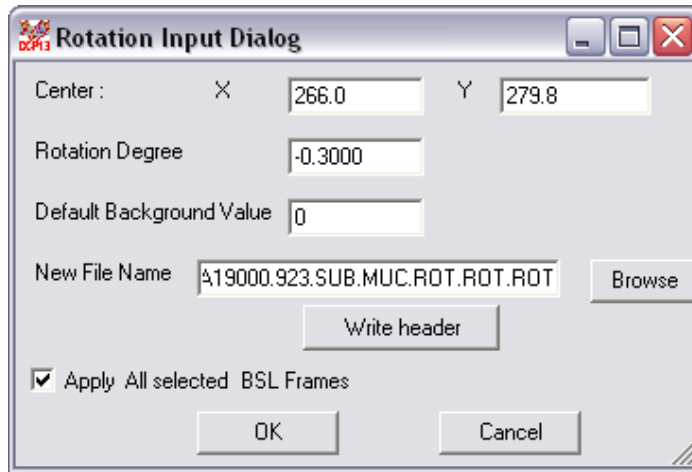 DCP13 Rotation Input Dialog
Center : X 266.0 Y 279.8
Rotation Degree -0.3000
Default Background Value 0
New File Name A19000.923.SUB.MUC.ROT.ROT.ROT Browse
Write header
Apply All selected BSL Frames
OK Cancel